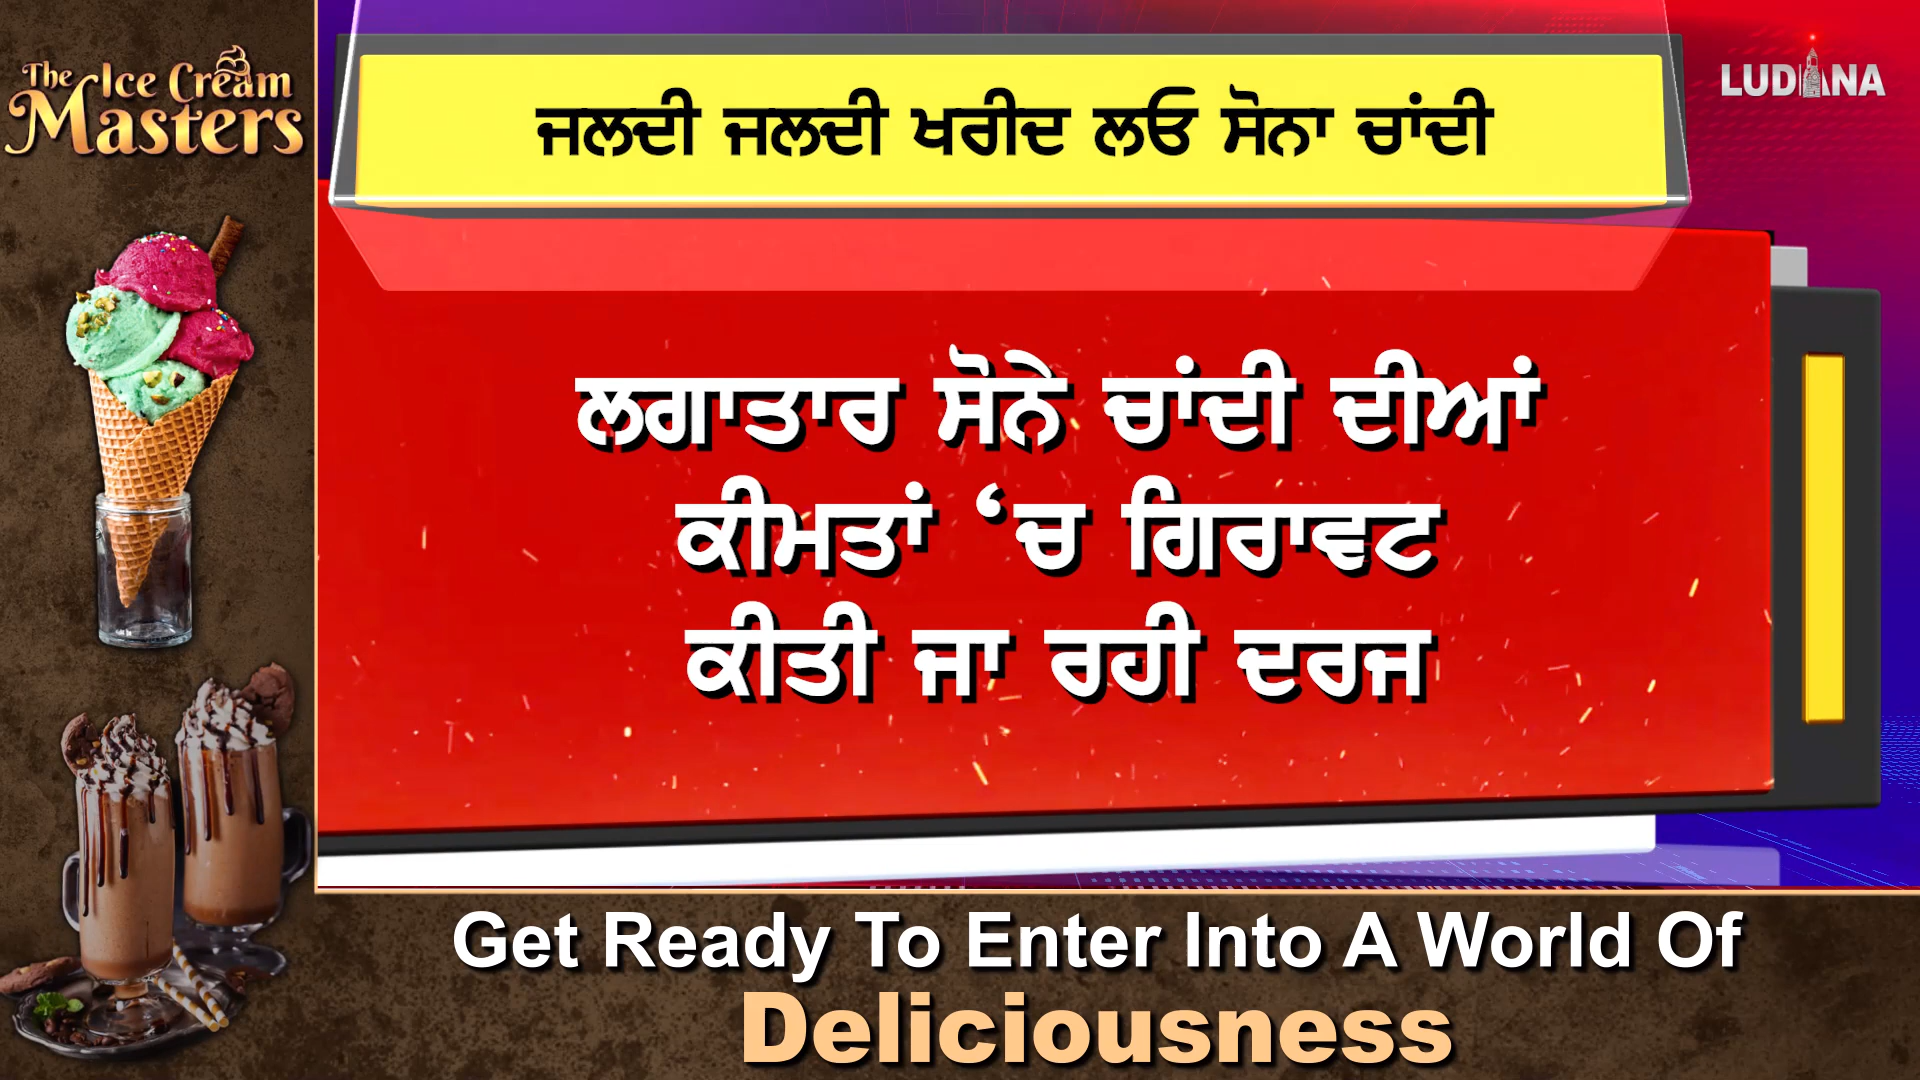 The Ice Cream
Masters
LUDIANA
ਜਲਦੀ ਜਲਦੀ ਖਰੀਦ ਲਓ ਸੋਨਾ ਚਾਂਦੀ
ਲਗਾਤਾਰ ਸੋਨੇ ਚਾਂਦੀ ਦੀਆਂ
ਕੀਮਤਾਂ ‘ਚ ਗਿਰਾਵਟ
ਕੀਤੀ ਜਾ ਰਹੀ ਦਰਜ
Get Ready To Enter Into A World Of
Deliciousness